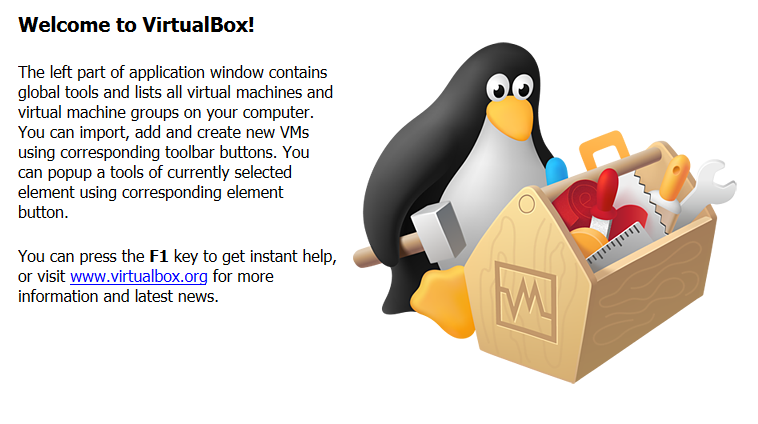 Welcome to VirtualBox!
The left part of application window contains
global tools and lists all virtual machines and
virtual machine groups on your computer.
You can import, add and create new VMs
using corresponding toolbar buttons. You
can popup a tools of currently selected
element using corresponding element
button.
You can press the F1 key to get instant help,
or visit www.virtualbox.org for more
information and latest news.